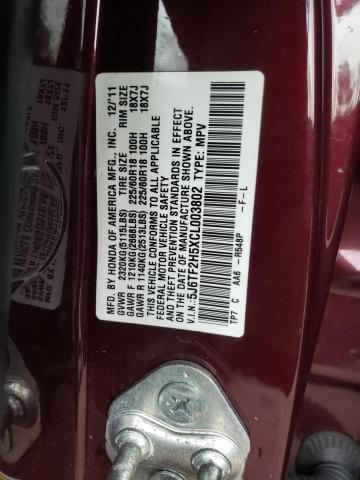 MFD. BY HONDA OF AMERICA MFG., INC. 12/'11
TIRE SIZE RIM SIZE
GVWR 2320KG(5115LBS)
GAWR F 1210KG(2668LBS) 225/60R18 100H 18X7J
GAWR R 1140KG(2513LBS) 225/60R18 100H 18X7J
THIS VEHICLE CONFORMS TO ALL APPLICABLE
FEDERAL MOTOR VEHICLE SAFETY
AND THEFT PREVENTION STANDARDS IN EFFECT
ON THE DATE OF MANUFACTURE SHOWN ABOVE.
VIN: 5J6TF2H5XCL003802 TYPE: MPV
-F-L
TP7 C AA6 - R548P